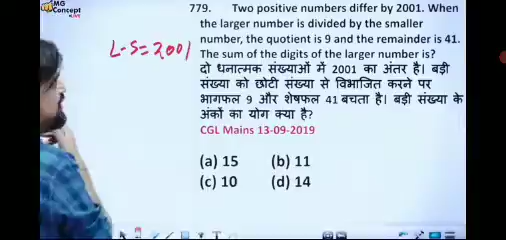 MG
Concept
LIVE
779. Two positive numbers differ by 2001. When
the larger number is divided by the smaller
number, the quotient is 9 and the remainder is 41.
L-S=2001
The sum of the digits of the larger number is?
दो धनात्मक संख्याओं में 2001 का अंतर है। बड़ी
संख्या को छोटी संख्या से विभाजित करने पर
भागफल 9 और शेषफल 41 बचता है। बड़ी संख्या के
अंकों का योग क्या है?
CGL Mains 13-09-2019
(a) 15 (b) 11
(c) 10 (d) 14